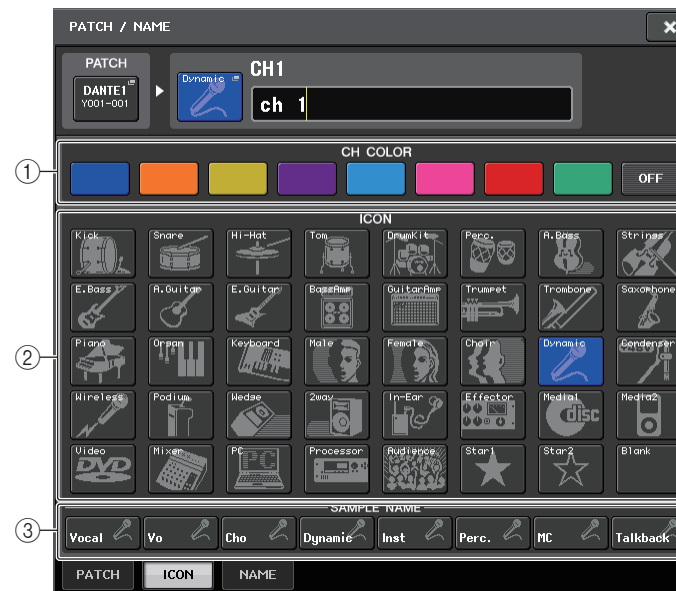 PATCH / NAME
PATCH
DANTE1
Y001-001
Dynamic
CH1
ch 1
1
CH COLOR
OFF
2
ICON
Kick Snare Hi-Hat Tom DrumKit Perc. A.Bass Strings
E.Bass A.Guitar E.Guitar BassAmp GuitarAmp Trumpet Trombone Saxophone
Piano Organ Keyboard Male Female Choir Dynamic Condenser
Wireless Podium Wedge 2way In-Ear Effector Media1 Media2
disc
Video Mixer PC Processor Audience Star1 Star2 Blank
DVD PC
3
SAMPLE NAME
Vocal Vo Cho Dynamic Inst Perc. MC Talkback
PATCH ICON NAME